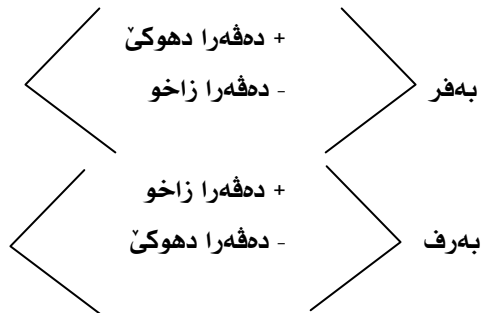 + دەڤەرا دهوکێ
- دەڤەرا زاخو
بەفر
+ دەڤەرا زاخو
- دەڤەرا دهوکێ
بەرف